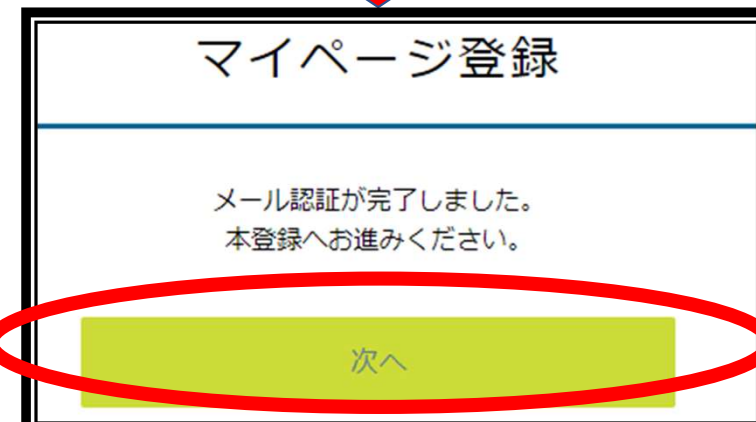 マイページ登録
メール認証が完了しました。
本登録へお進みください。
次へ